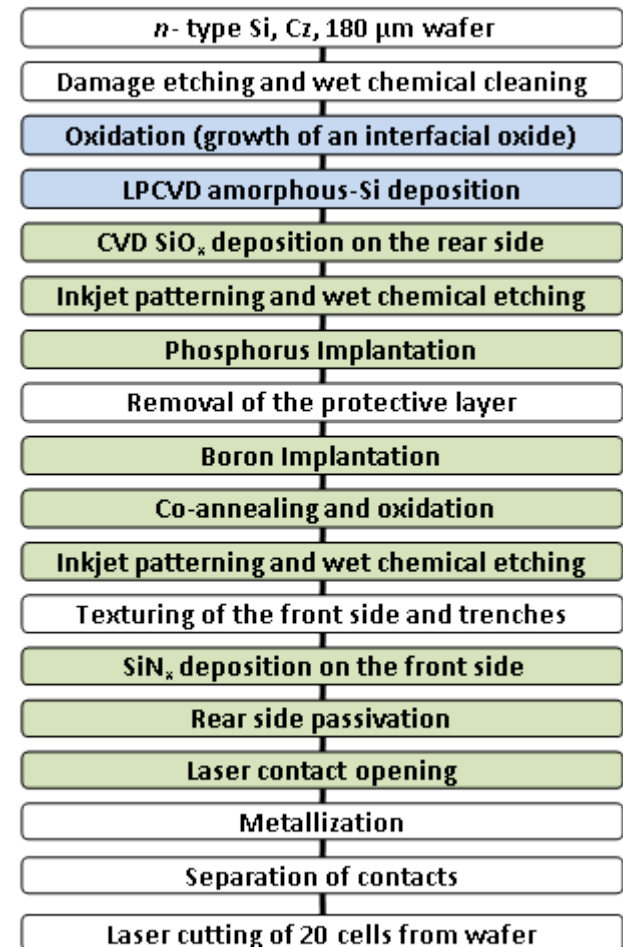 n- type Si, Cz, 180 µm wafer
Damage etching and wet chemical cleaning
Oxidation (growth of an interfacial oxide)
LPCVD amorphous-Si deposition
CVD SiOₓ deposition on the rear side
Inkjet patterning and wet chemical etching
Phosphorus Implantation
Removal of the protective layer
Boron Implantation
Co-annealing and oxidation
Inkjet patterning and wet chemical etching
Texturing of the front side and trenches
SiNₓ deposition on the front side
Rear side passivation
Laser contact opening
Metallization
Separation of contacts
Laser cutting of 20 cells from wafer